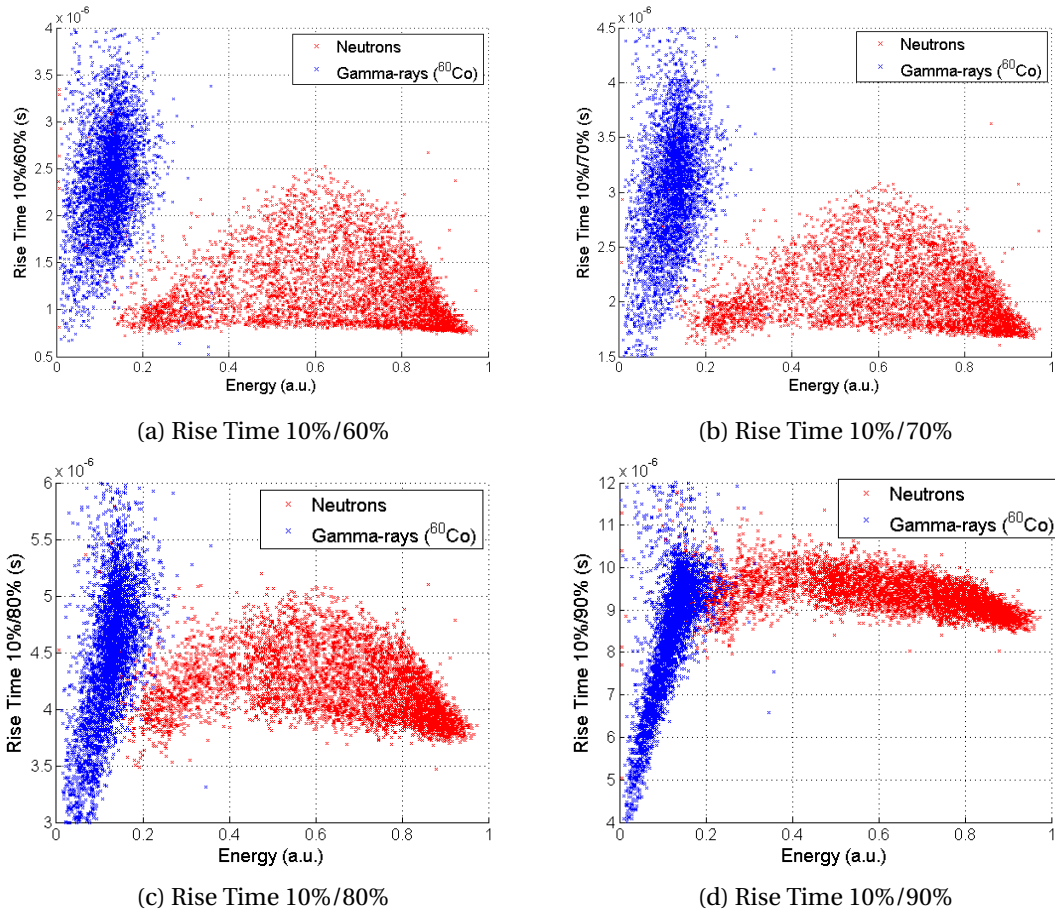 x 10⁻⁶
4
3.5
3
2.5
2
1.5
1
0.5
0 0.2 0.4 0.6 0.8 1
Rise Time 10%/60% (s)
Energy (a.u.)
Neutrons
Gamma-rays (⁶⁰Co)
(a) Rise Time 10%/60%
x 10⁻⁶
4.5
4
3.5
3
2.5
2
1.5
0 0.2 0.4 0.6 0.8 1
Rise Time 10%/70% (s)
Energy (a.u.)
Neutrons
Gamma-rays (⁶⁰Co)
(b) Rise Time 10%/70%
x 10⁻⁶
6
5.5
5
4.5
4
3.5
3
0 0.2 0.4 0.6 0.8 1
Rise Time 10%/80% (s)
Energy (a.u.)
Neutrons
Gamma-rays (⁶⁰Co)
(c) Rise Time 10%/80%
x 10⁻⁶
12
11
10
9
8
7
6
5
4
0 0.2 0.4 0.6 0.8 1
Rise Time 10%/90% (s)
Energy (a.u.)
Neutrons
Gamma-rays (⁶⁰Co)
(d) Rise Time 10%/90%